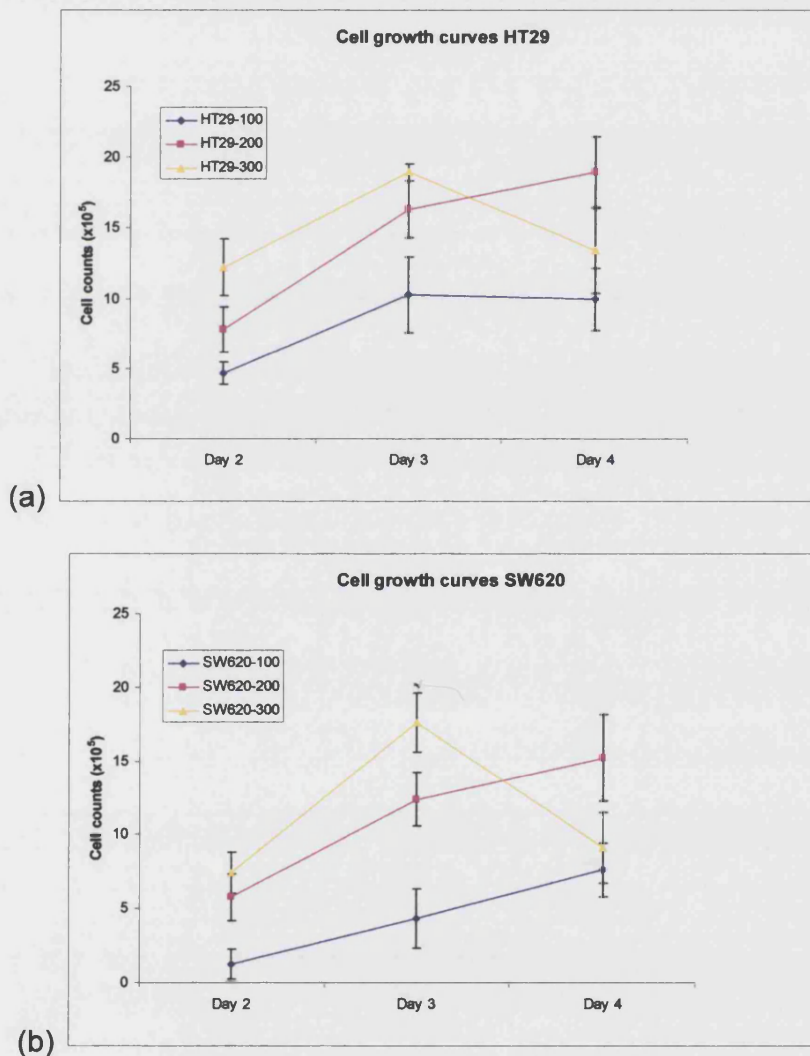 Cell growth curves HT29
25
20
15
10
5
0
Cell counts (x10⁵)
HT29-100
HT29-200
HT29-300
Day 2 Day 3 Day 4
(a)
Cell growth curves SW620
25
20
15
10
5
0
Cell counts (x10⁵)
SW620-100
SW620-200
SW620-300
Day 2 Day 3 Day 4
(b)